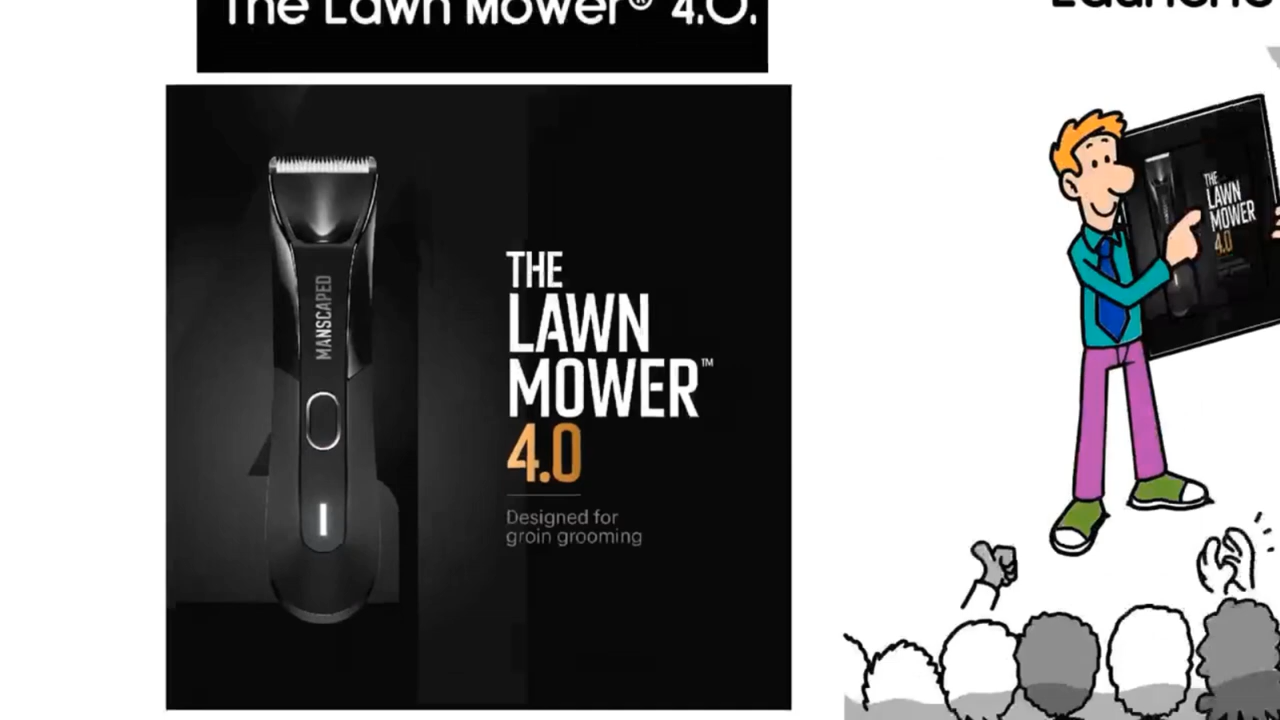 The Lawn Mower® 4.0.
MANSCAPED
THE
LAWN
MOWER™
4.0
Designed for
groin grooming
THE
LAWN
MOWER
4.0